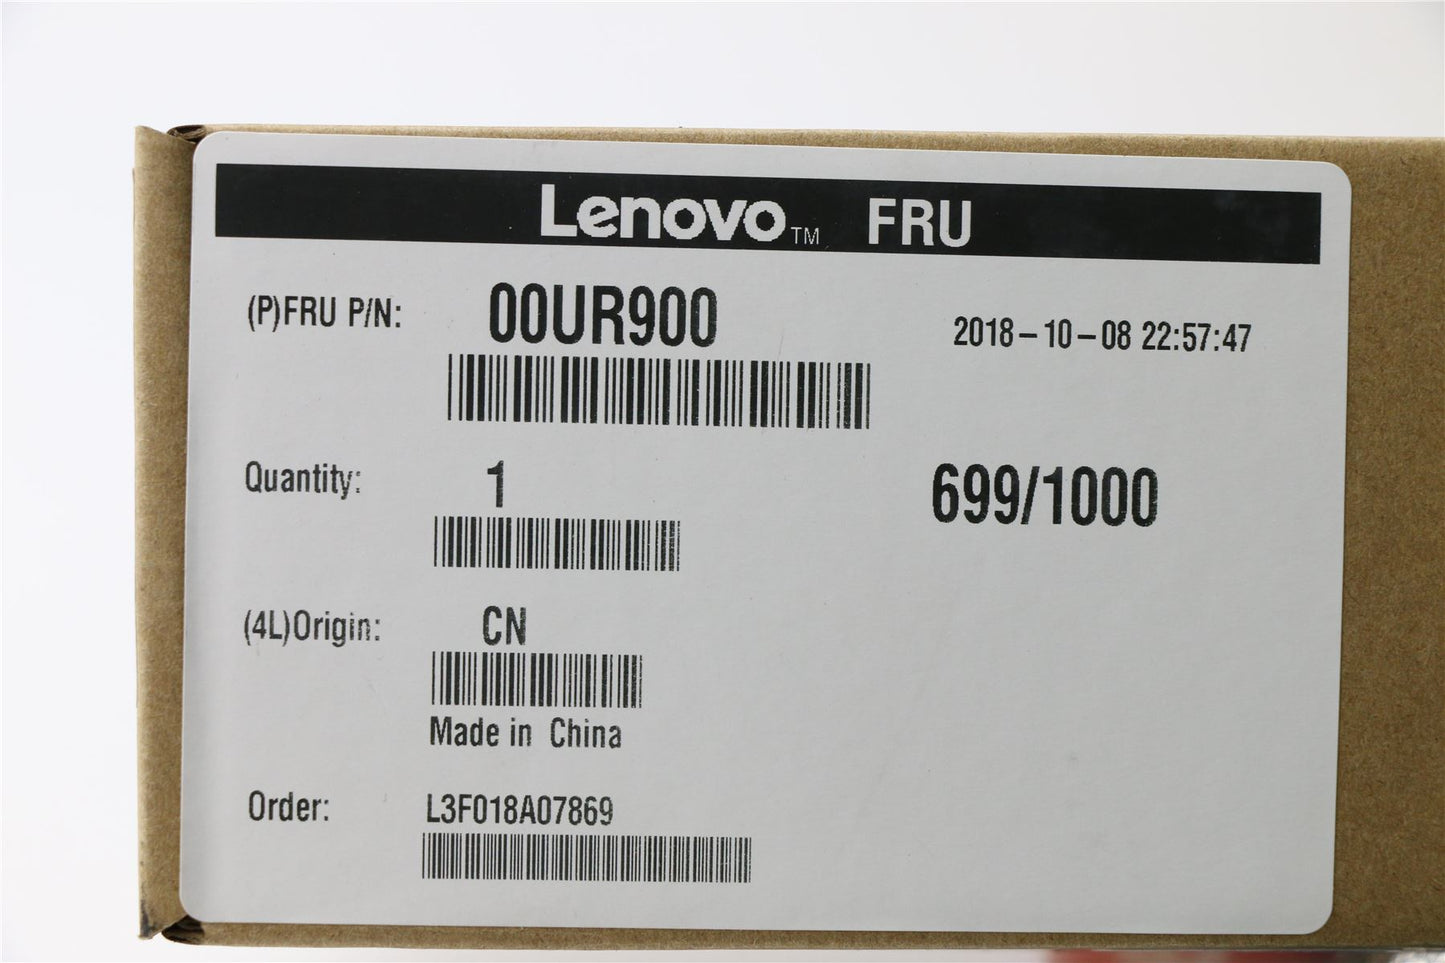 Lenovo™ FRU
(P)FRU P/N: 00UR900 2018-10-08 22:57:47
Quantity: 1 699/1000
(4L)Origin: CN
Made in China
Order: L3F018A07869